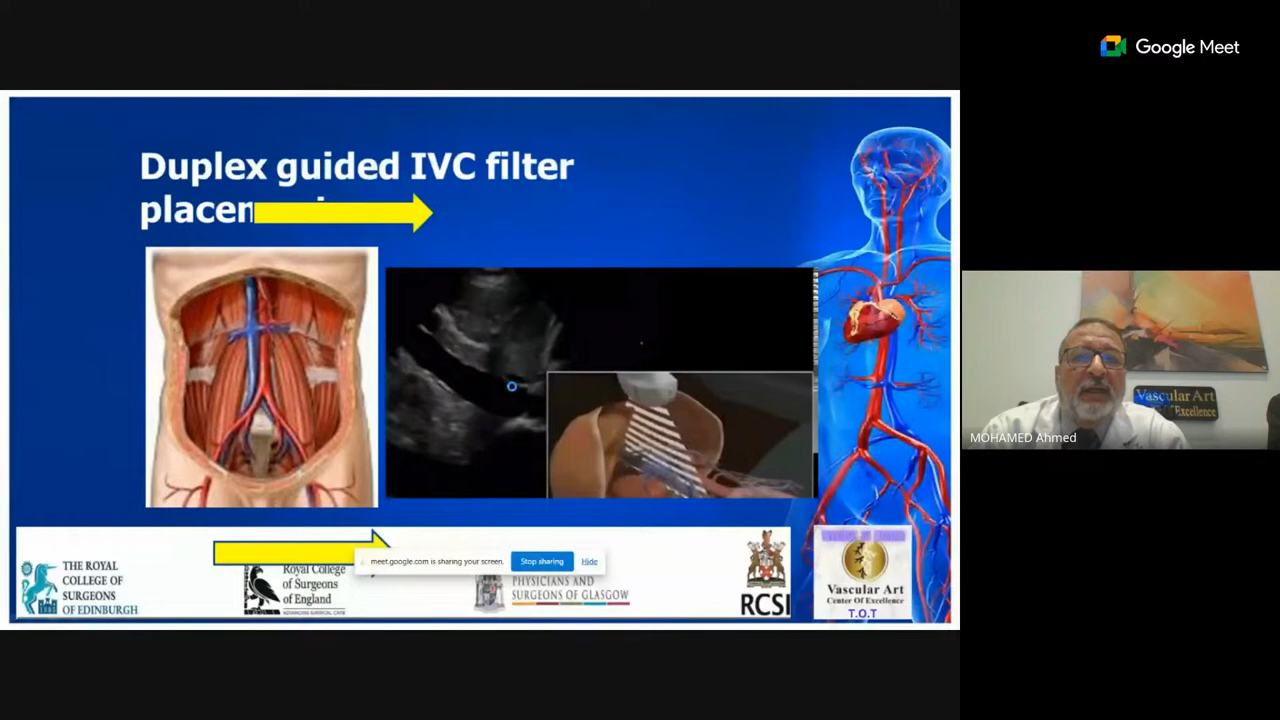 Google Meet
Duplex guided IVC filter
MOHAMED Ahmed
Vascular Art
of Excellence
meet.google.com is sharing your screen.
Stop sharing
Hide
THE ROYAL
COLLEGE OF
SURGEONS
OF EDINBURGH
Royal College
of Surgeons
of England
ADVANCING SURGICAL CARE
PHYSICIANS AND
SURGEONS OF GLASGOW
RCSI
Vascular Art
Center Of Excellence
T.O.T